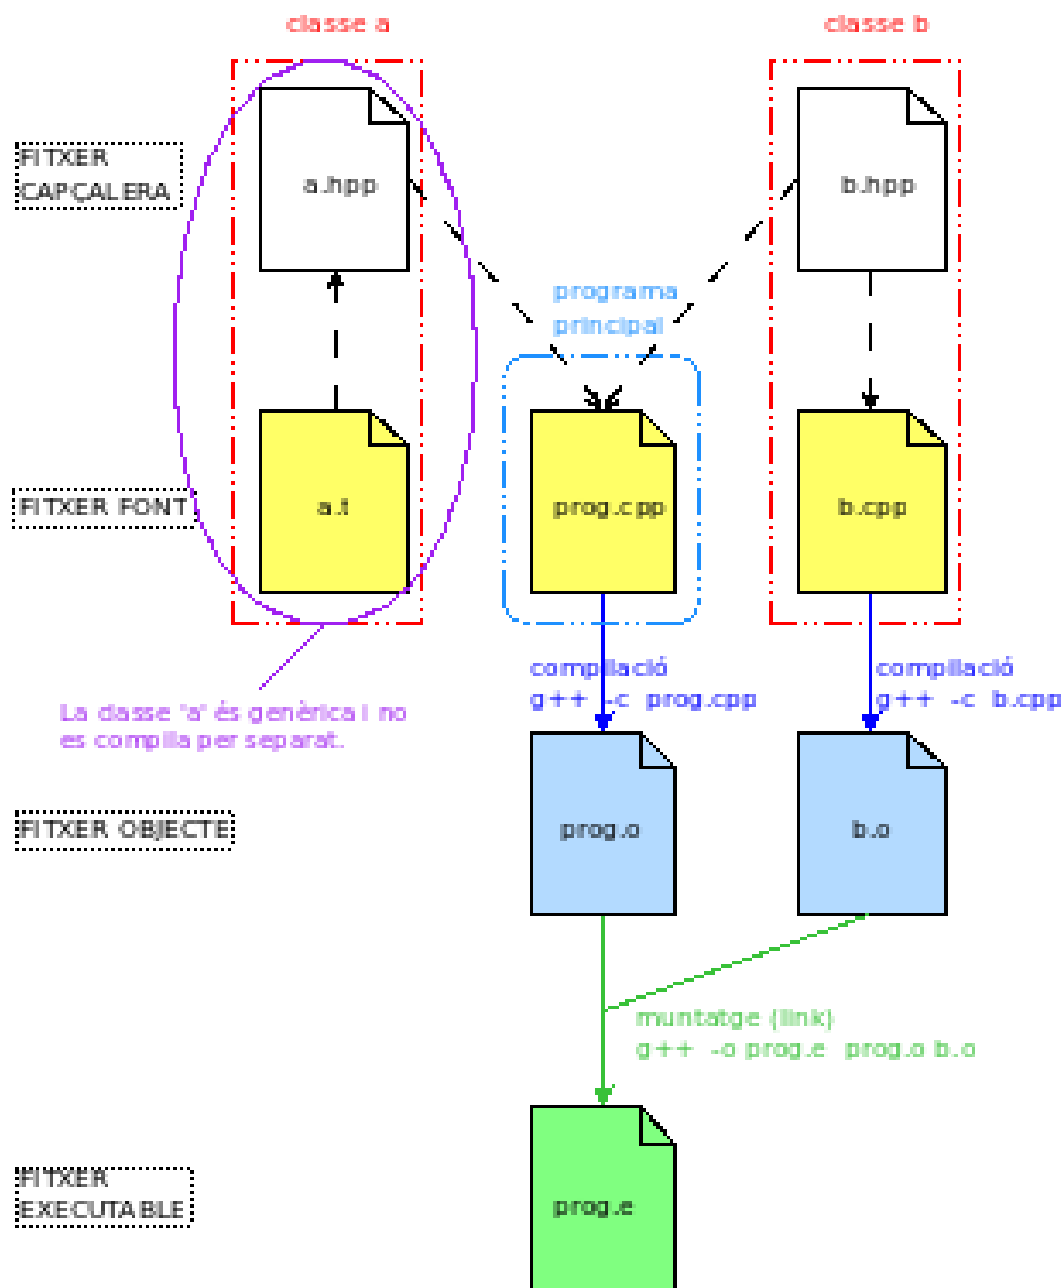 classe a
classe b
FITXER
CAPÇALERA
a.hpp
b.hpp
programa
principal
FITXER FONT
a.t
prog.cpp
b.cpp
compilació
g++ -c prog.cpp
compilació
g++ -c b.cpp
La classe "a" és genèrica i no
es compila per separat.
FITXER OBJECTE
prog.o
b.o
muntatge (link)
g++ -o prog.e prog.o b.o
FITXER
EXECUTABLE
prog.e